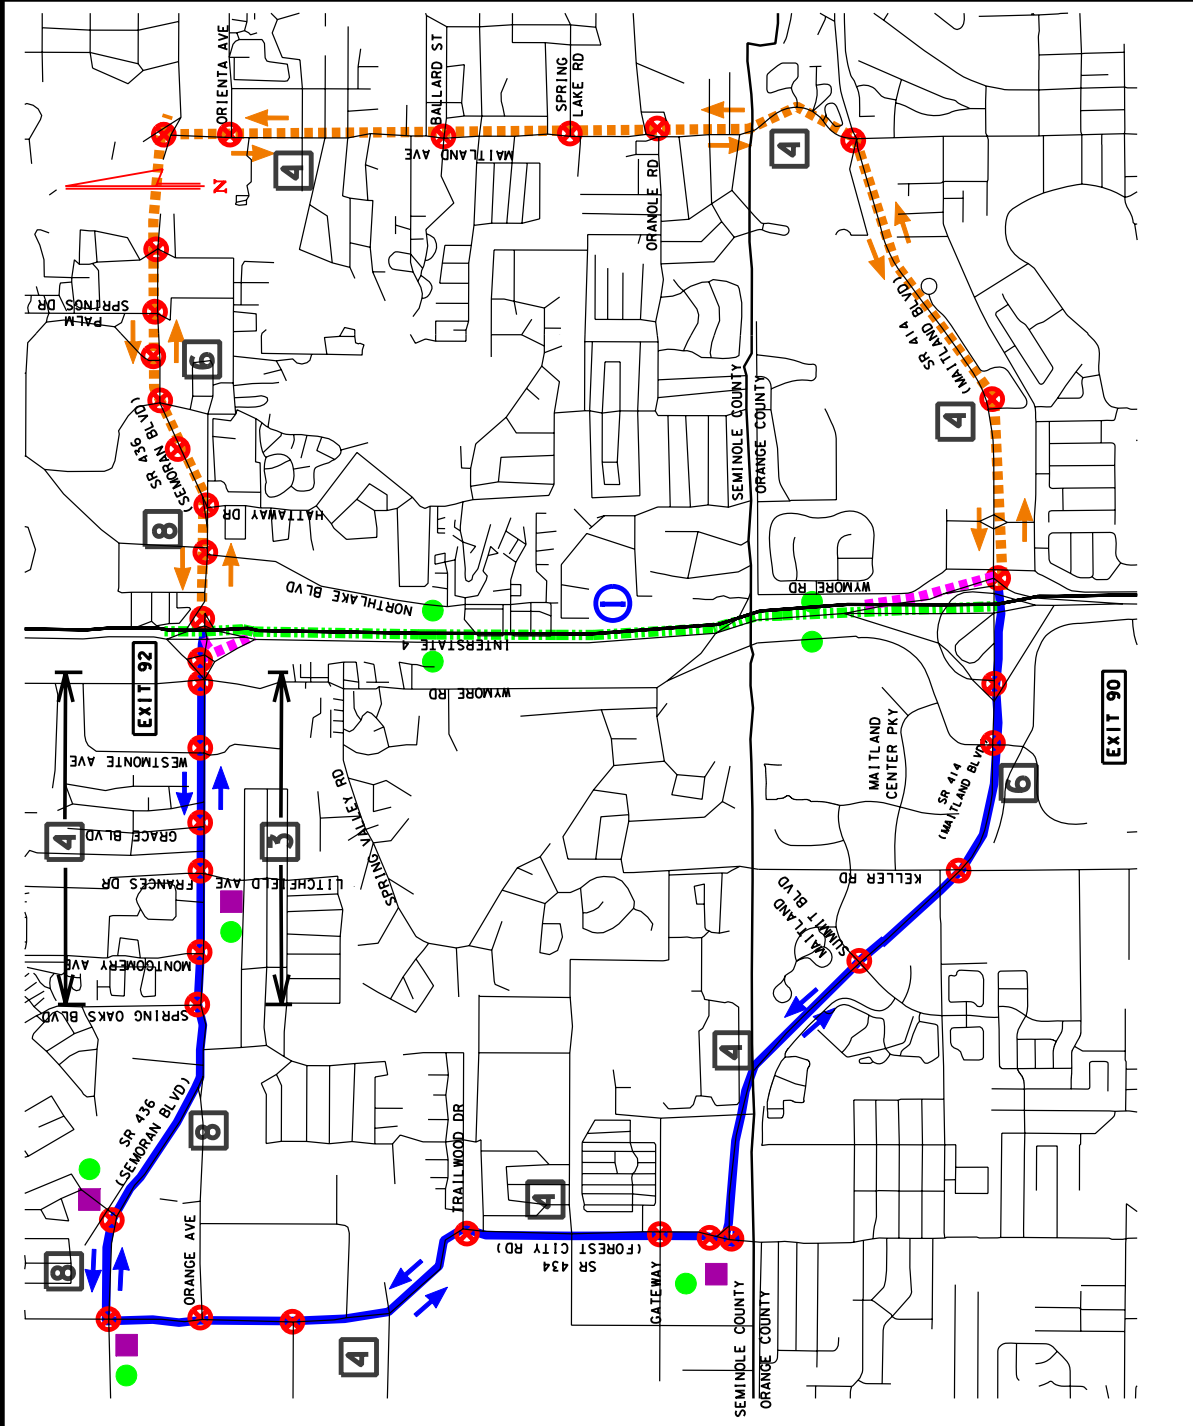 ORIENTA AVE
BALLARD ST
SPRING
LAKE RD
MAITLAND AVE
4
4
N
ORANOLE RD
PALM
SPRINGS DR
6
SR 436
(SEMORAN BLVD)
8
HATTAWAY DR
SR 414
(MAITLAND BLVD)
4
SEMINOLE COUNTY
ORANGE COUNTY
NORTHLAKE BLVD
WYMORE RD
INTERSTATE 4
EXIT 92
WYMORE RD
EXIT 90
WESTMONTE AVE
MAITLAND
CENTER PKY
SR 414
(MAITLAND BLVD)
6
SPRING VALLEY RD
4
3
GRACE BLVD
FRANCES DR
LITCHFIELD AVE
KELLER RD
MAITLAND
SUMMIT BLVD
MONTGOMERY AVE
SPRING OAKS BLVD
4
SR 436
(SEMORAN BLVD)
8
TRAILWOOD DR
4
8
ORANGE AVE
SR 434
(FOREST CITY RD)
GATEWAY
4
SEMINOLE COUNTY
ORANGE COUNTY